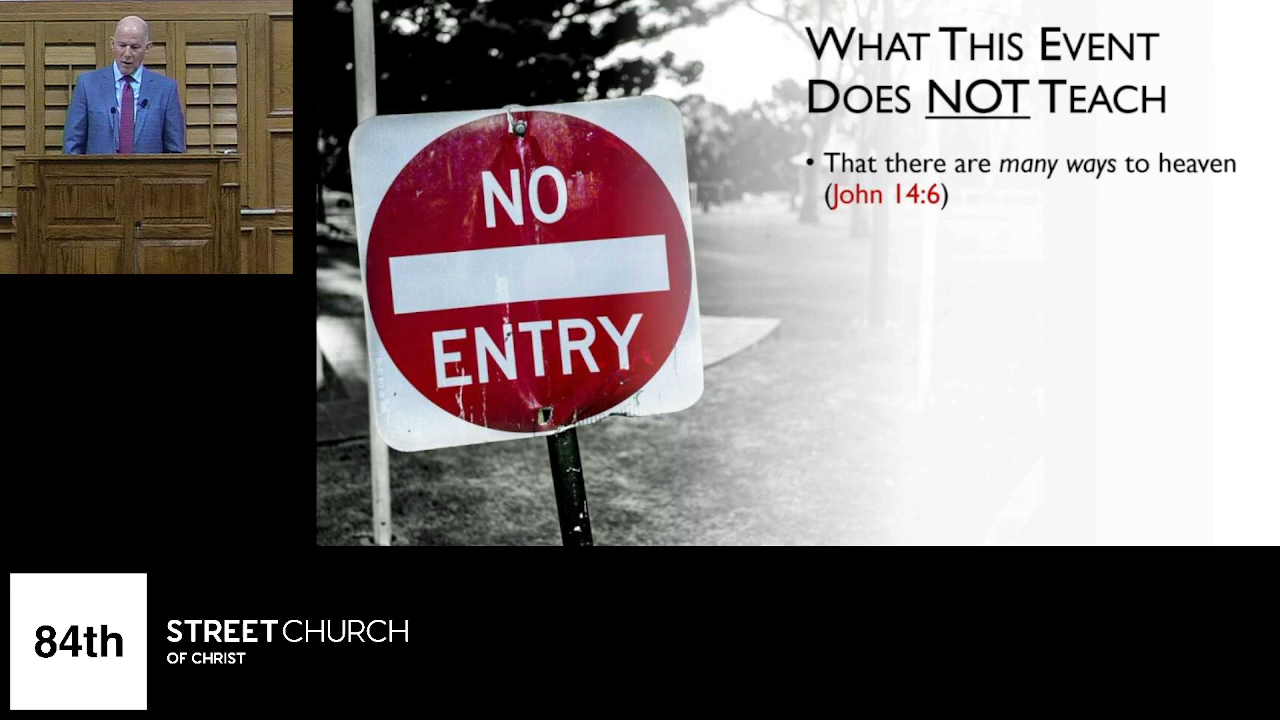 WHAT THIS EVENT
DOES NOT TEACH
• That there are many ways to heaven
(John 14:6)
NO
ENTRY
84th
STREET CHURCH
OF CHRIST